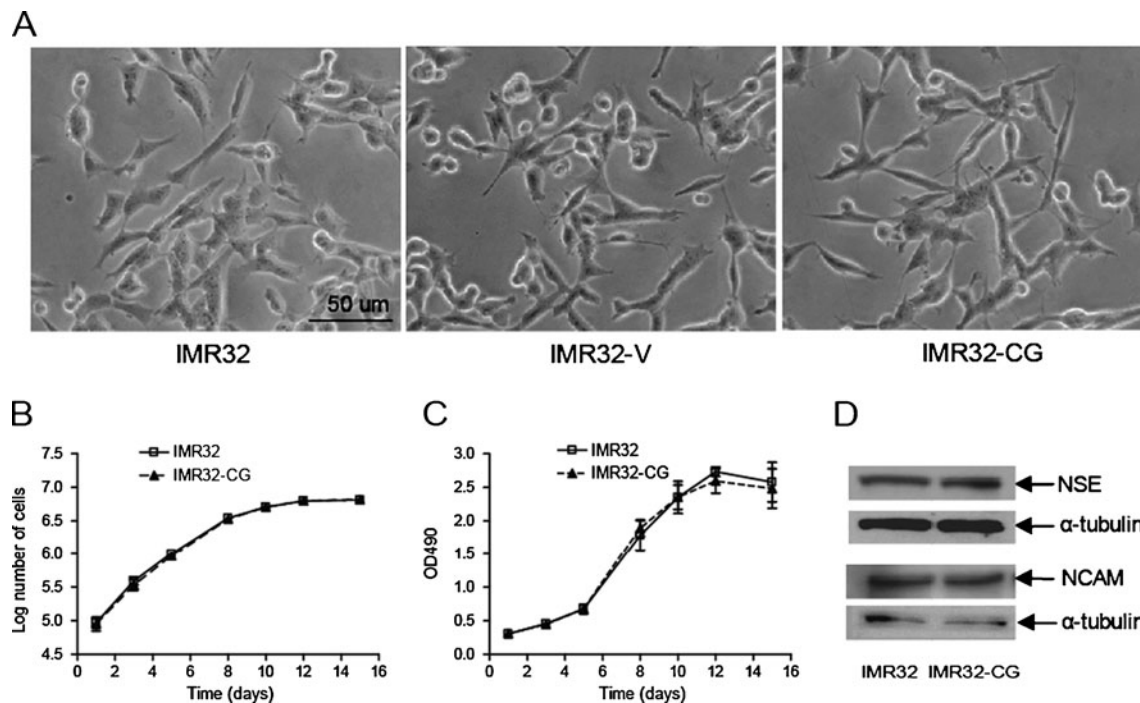 A
50 um
IMR32
IMR32-V
IMR32-CG
B
IMR32
IMR32-CG
Log number of cells
7.5
7.0
6.5
6.0
5.5
5.0
4.5
0 2 4 6 8 10 12 14 16
Time (days)
C
IMR32
IMR32-CG
OD490
3.0
2.5
2.0
1.5
1.0
0.5
0.0
0 2 4 6 8 10 12 14 16
Time (days)
D
NSE
α-tubulin
NCAM
α-tubulin
IMR32 IMR32-CG